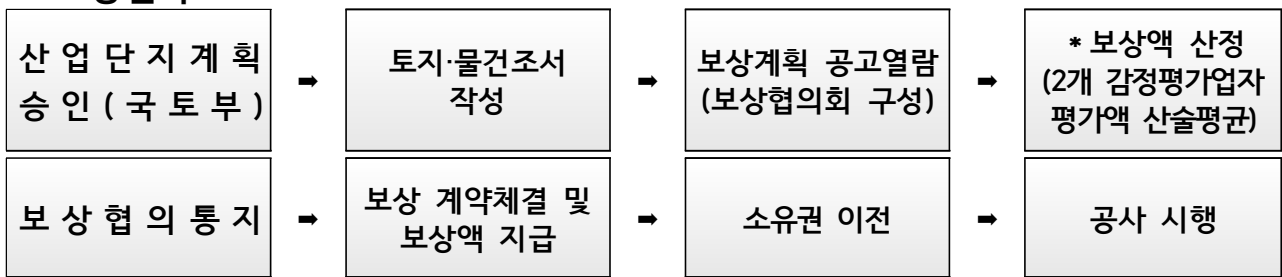 산 업 단 지 계 획
승 인 ( 국 토 부 )
➡
토지·물건조서
작성
➡
보상계획 공고열람
(보상협의회 구성)
➡
* 보상액 산정
(2개 감정평가업자
평가액 산술평균)
보 상 협 의 통 지
➡
보상 계약체결 및
보상액 지급
➡
소유권 이전
➡
공사 시행